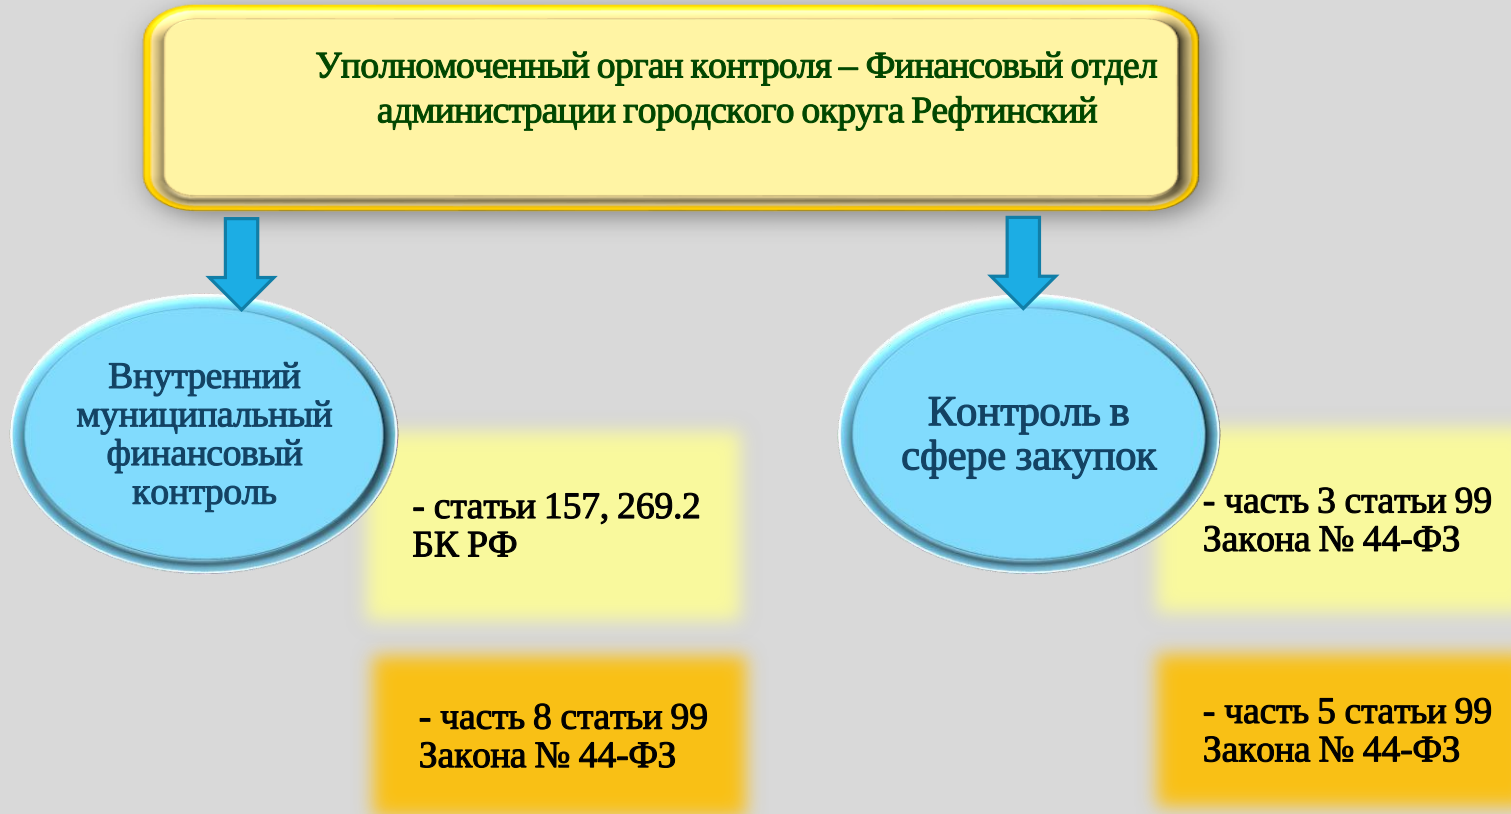 Уполномоченный орган контроля – Финансовый отдел
администрации городского округа Рефтинский
Внутренний
муниципальный
финансовый
контроль
- статьи 157, 269.2
БК РФ
- часть 8 статьи 99
Закона № 44-ФЗ
Контроль в
сфере закупок
- часть 3 статьи 99
Закона № 44-ФЗ
- часть 5 статьи 99
Закона № 44-ФЗ